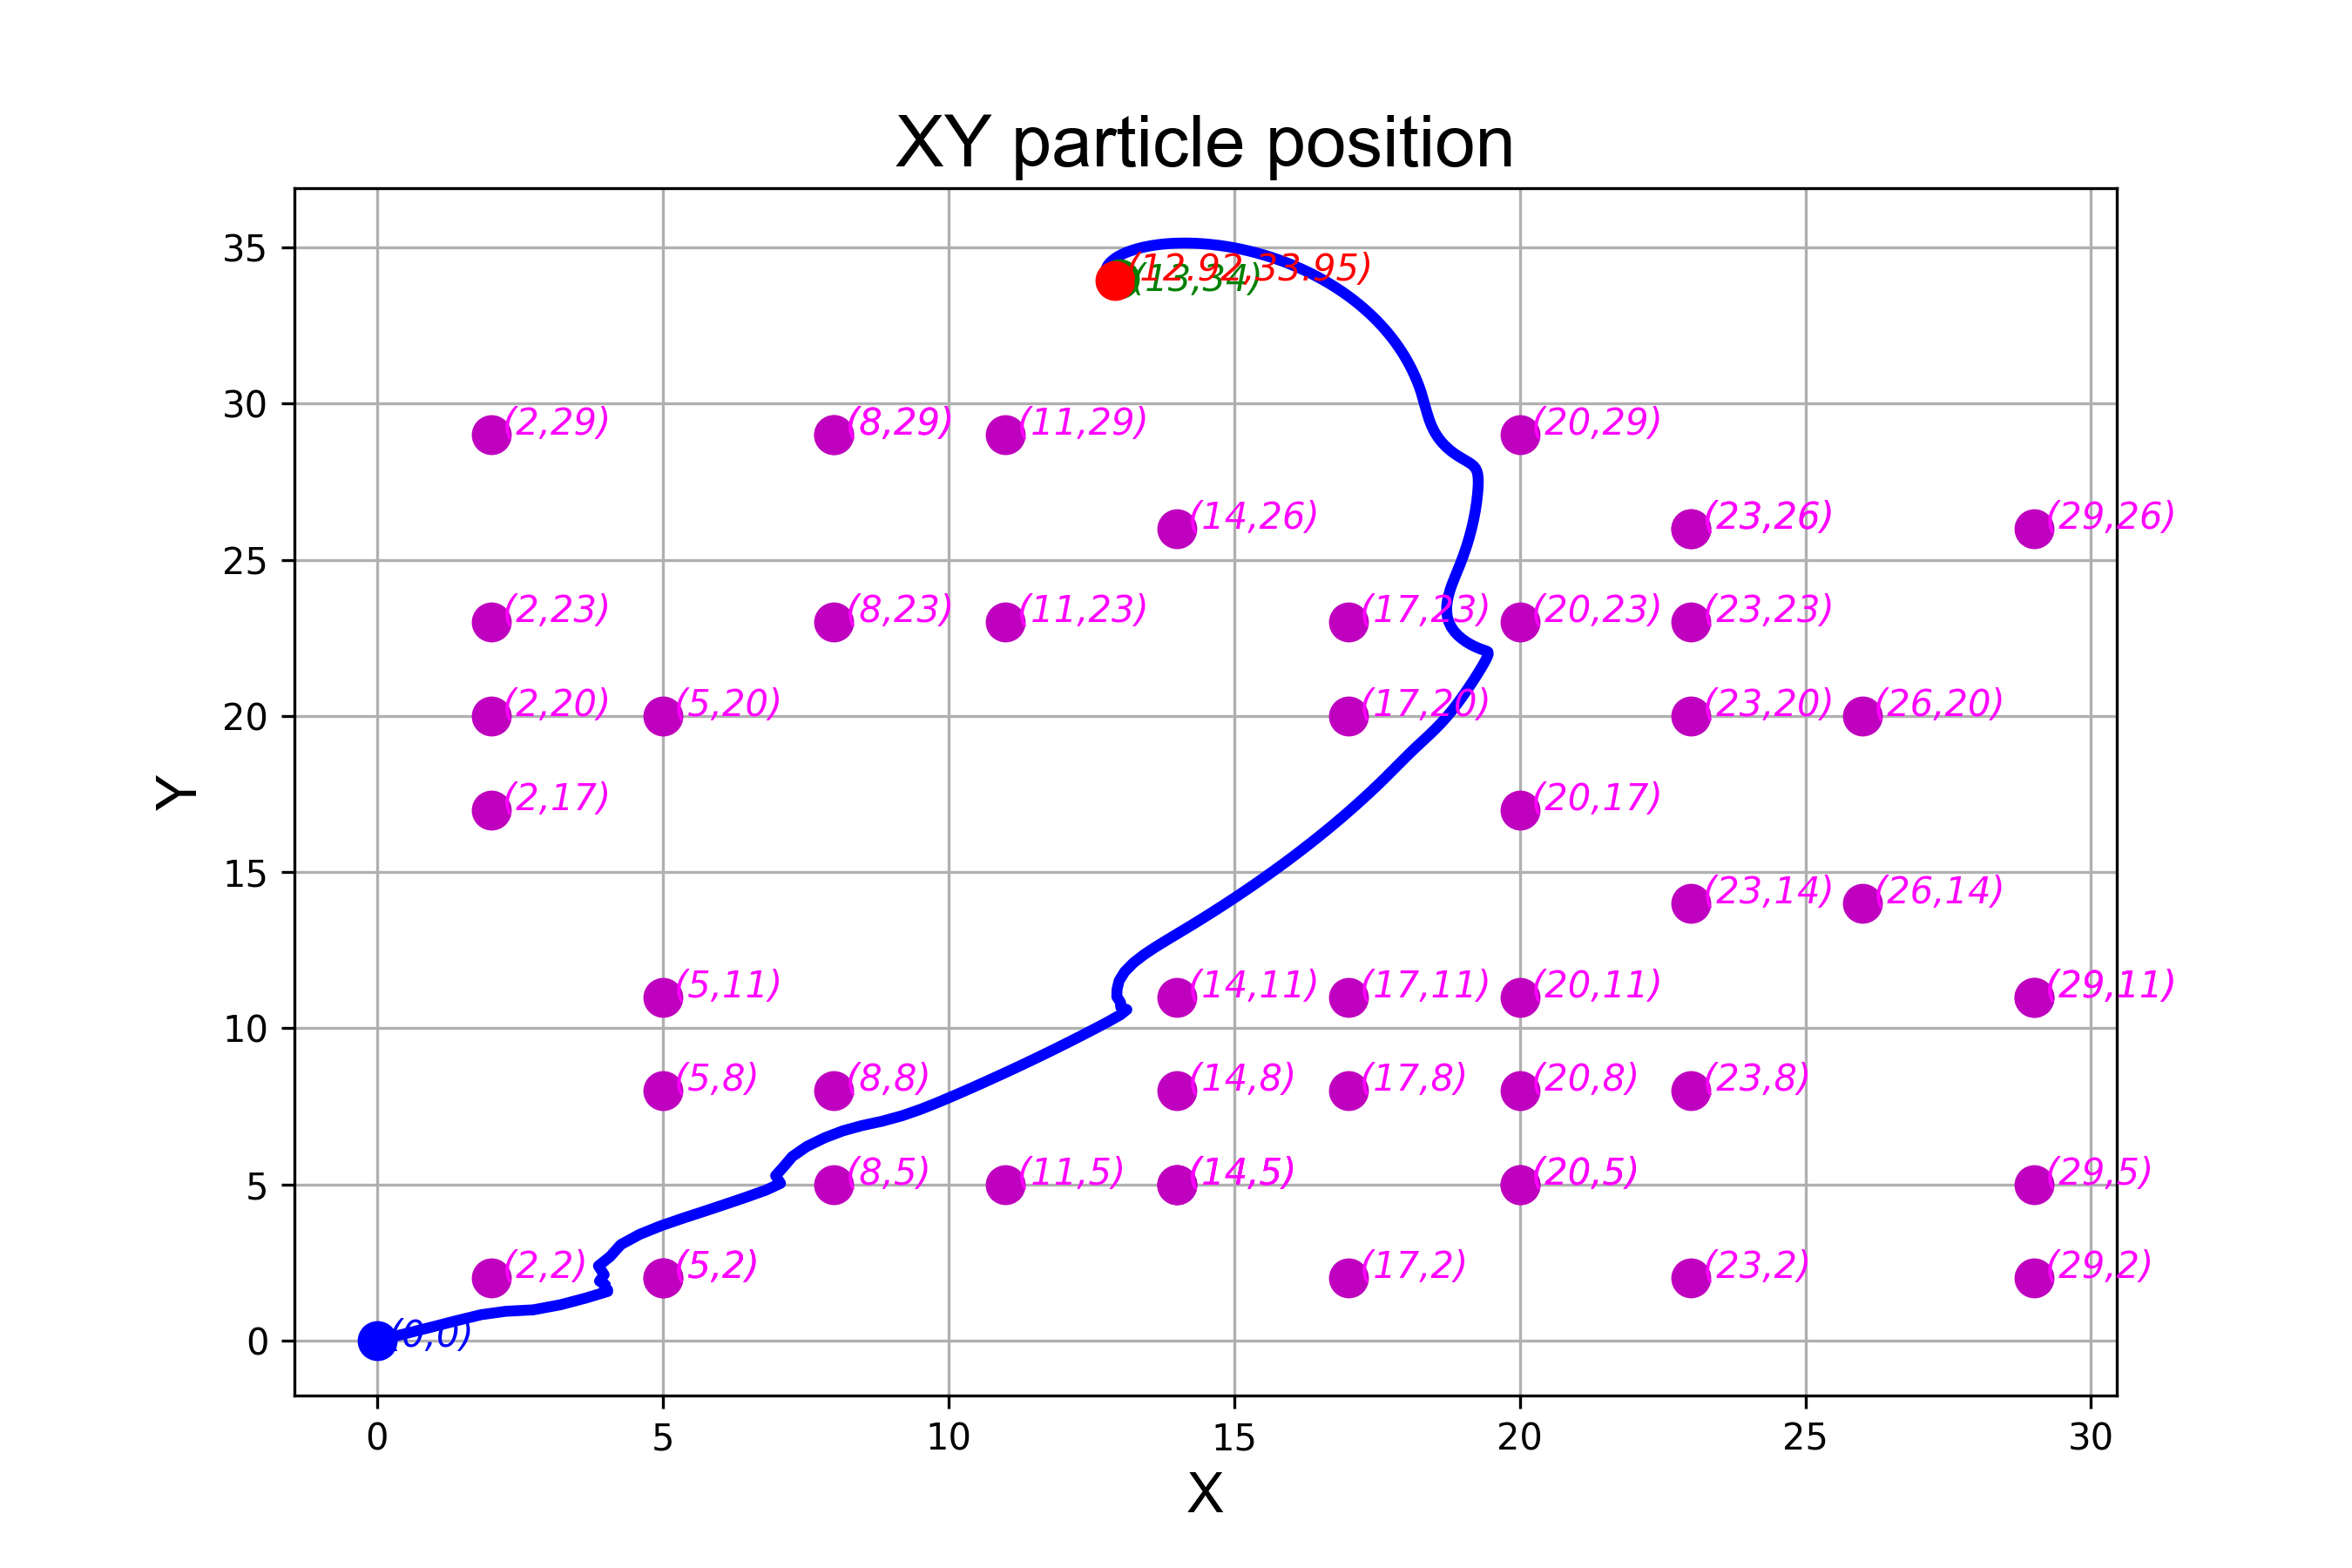 XY particle position
35
(12.92,33.95)
(13,34)
30
(2,29) (8,29) (11,29) (20,29)
(14,26) (23,26) (29,26)
25
(2,23) (8,23) (11,23) (17,23) (20,23) (23,23)
20
(2,20) (5,20) (17,20) (23,20) (26,20)
Y
(2,17) (20,17)
15
(23,14) (26,14)
(5,11) (14,11) (17,11) (20,11) (29,11)
10
(5,8) (8,8) (14,8) (17,8) (20,8) (23,8)
5
(8,5) (11,5) (14,5) (20,5) (29,5)
(2,2) (5,2) (17,2) (23,2) (29,2)
0
(0,0)
0 5 10 15 20 25 30
X